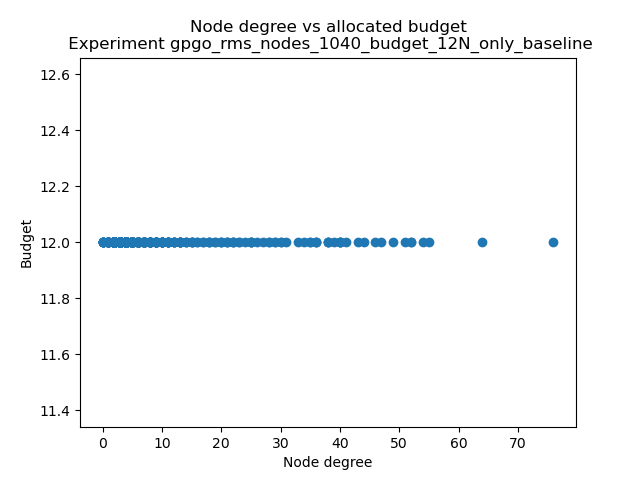 Node degree vs allocated budget
Experiment gpgo_rms_nodes_1040_budget_12N_only_baseline
12.6
12.4
12.2
12.0
11.8
11.6
11.4
Budget
0 10 20 30 40 50 60 70
Node degree